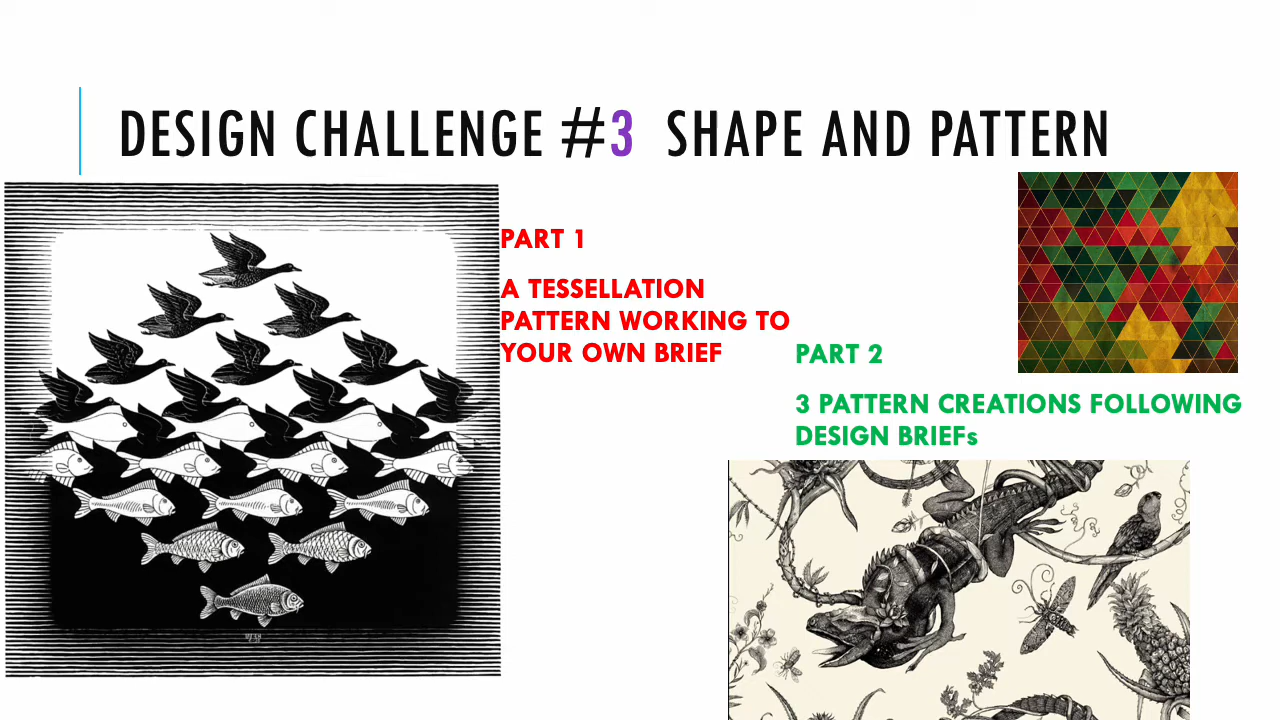 DESIGN CHALLENGE #3 SHAPE AND PATTERN
PART 1
A TESSELLATION
PATTERN WORKING TO
YOUR OWN BRIEF
PART 2
3 PATTERN CREATIONS FOLLOWING
DESIGN BRIEFs